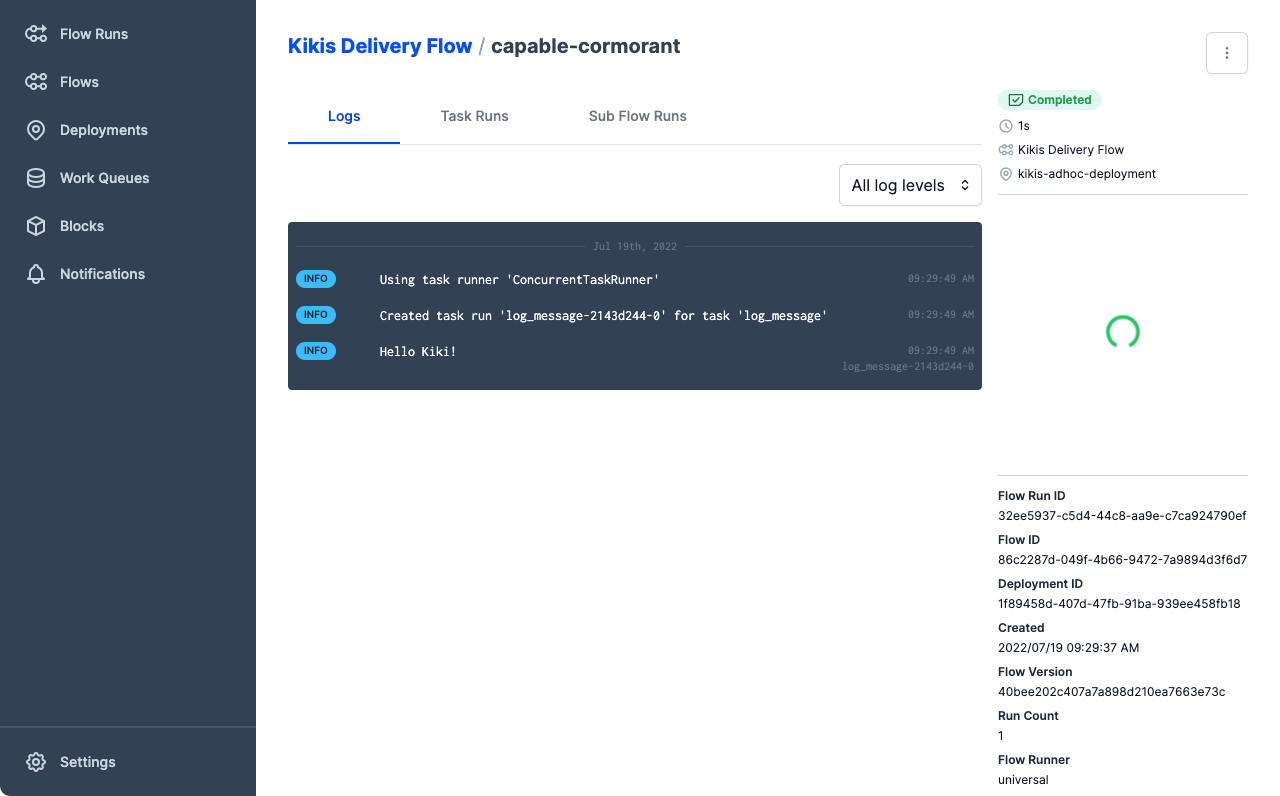 Flow Runs
Flows
Deployments
Work Queues
Blocks
Notifications
Settings
Kikis Delivery Flow / capable-cormorant
Logs Task Runs Sub Flow Runs
All log levels
Jul 19th, 2022
INFO Using task runner 'ConcurrentTaskRunner' 09:29:49 AM
INFO Created task run 'log_message-2143d244-0' for task 'log_message' 09:29:49 AM
INFO Hello Kiki! 09:29:49 AM
log_message-2143d244-0
Completed
1s
Kikis Delivery Flow
kikis-adhoc-deployment
Flow Run ID
32ee5937-c5d4-44c8-aa9e-c7ca924790ef
Flow ID
86c2287d-049f-4b66-9472-7a9894d3f6d7
Deployment ID
1f89458d-407d-47fb-91ba-939ee458fb18
Created
2022/07/19 09:29:37 AM
Flow Version
40bee202c407a7a898d210ea7663e73c
Run Count
1
Flow Runner
universal